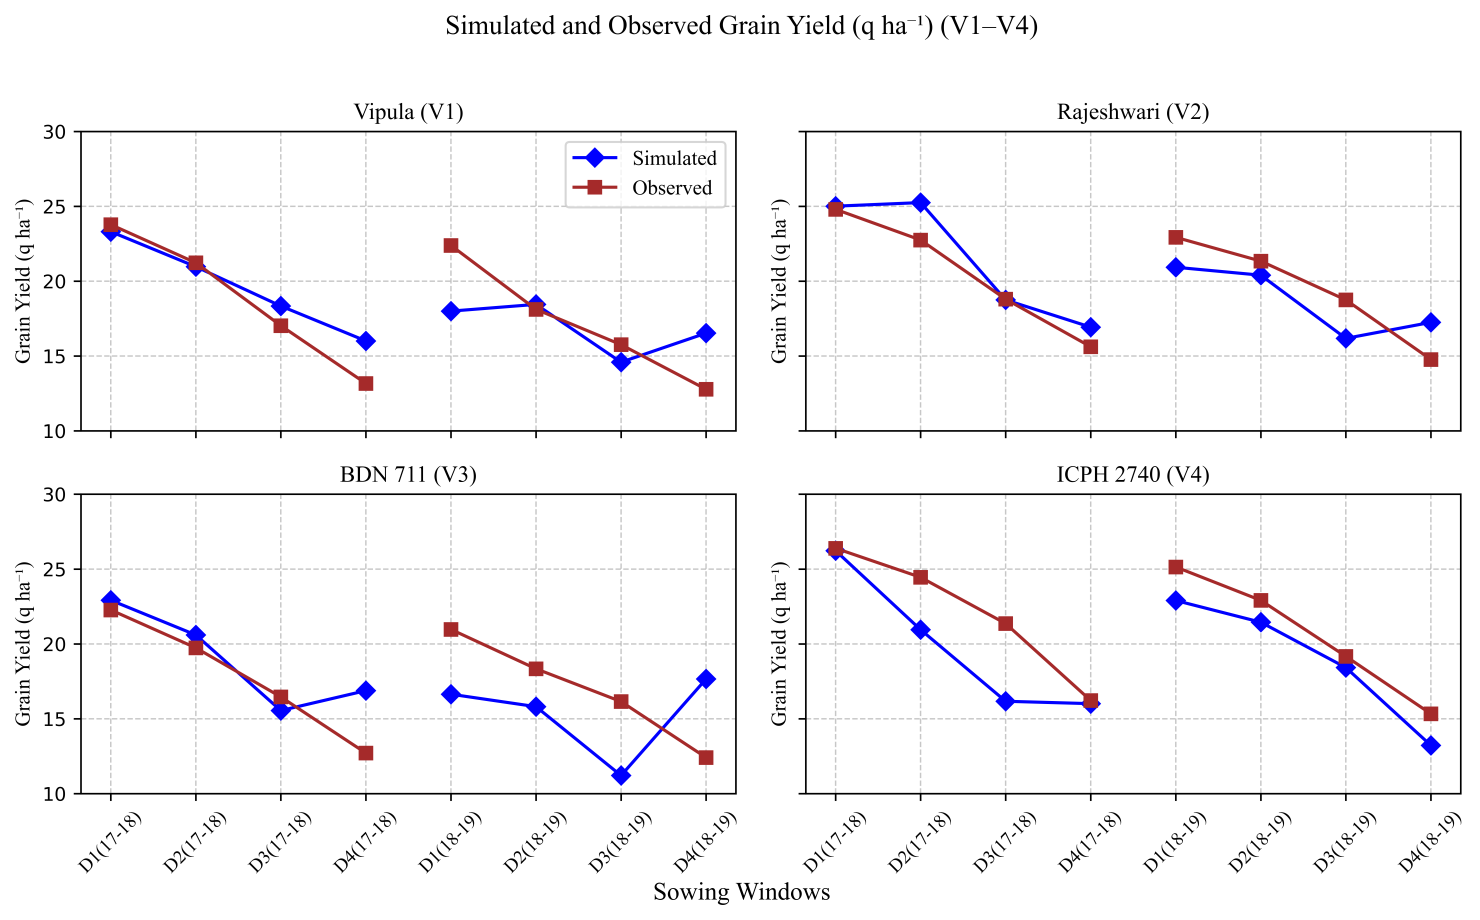 Simulated and Observed Grain Yield (q ha⁻¹) (V1–V4)
Vipula (V1)
Grain Yield (q ha⁻¹)
30
25
20
15
10
Simulated
Observed
Rajeshwari (V2)
Grain Yield (q ha⁻¹)
BDN 711 (V3)
Grain Yield (q ha⁻¹)
30
25
20
15
10
D1(17-18)
D2(17-18)
D3(17-18)
D4(17-18)
D1(18-19)
D2(18-19)
D3(18-19)
D4(18-19)
ICPH 2740 (V4)
Grain Yield (q ha⁻¹)
D1(17-18)
D2(17-18)
D3(17-18)
D4(17-18)
D1(18-19)
D2(18-19)
D3(18-19)
D4(18-19)
Sowing Windows